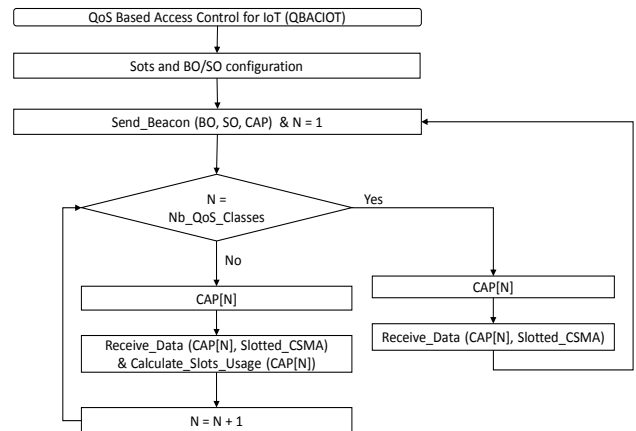 QoS Based Access Control for IoT (QBACIOT)
Sots and BO/SO configuration
Send_Beacon (BO, SO, CAP) & N = 1
N =
Nb_QoS_Classes
Yes
No
CAP[N]
Receive_Data (CAP[N], Slotted_CSMA)
& Calculate_Slots_Usage (CAP[N])
N = N + 1
CAP[N]
Receive_Data (CAP[N], Slotted_CSMA)